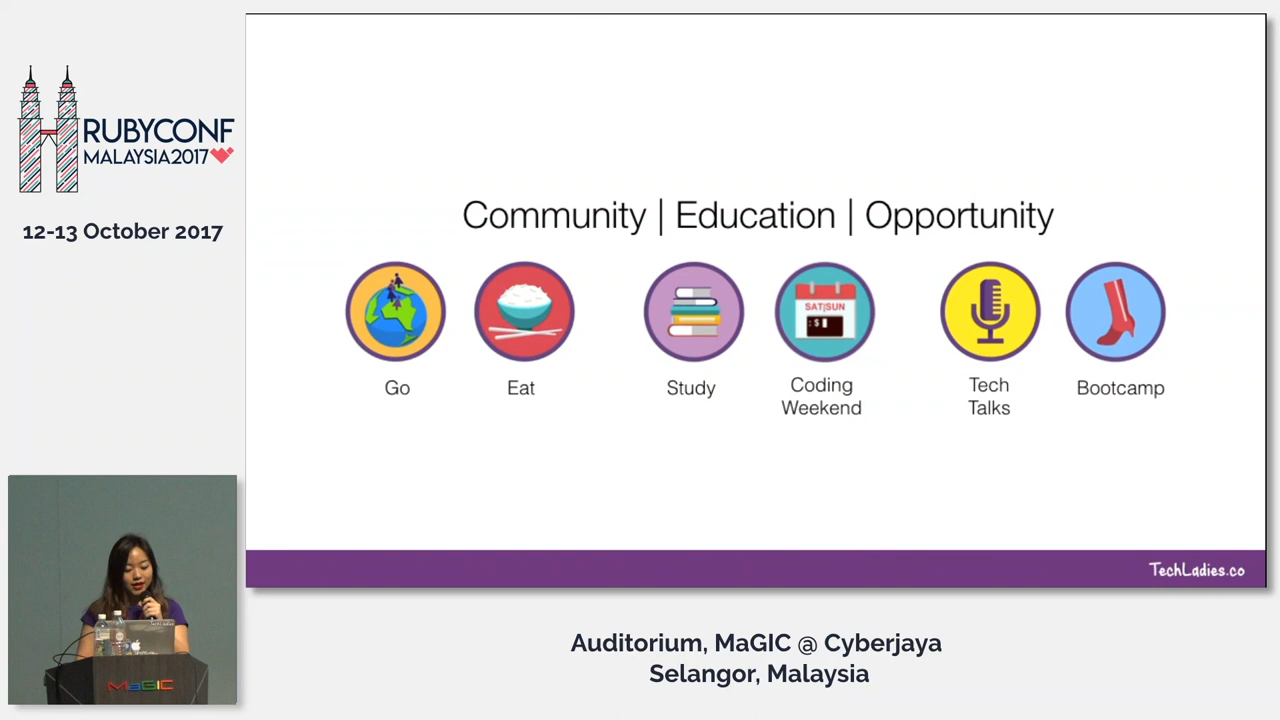 RUBYCONF
MALAYSIA2017
12-13 October 2017
Community | Education | Opportunity
SAT|SUN
:$
Go
Eat
Study
Coding
Weekend
Tech
Talks
Bootcamp
TechLadies.co
MaGIC
Auditorium, MaGIC @ Cyberjaya
Selangor, Malaysia